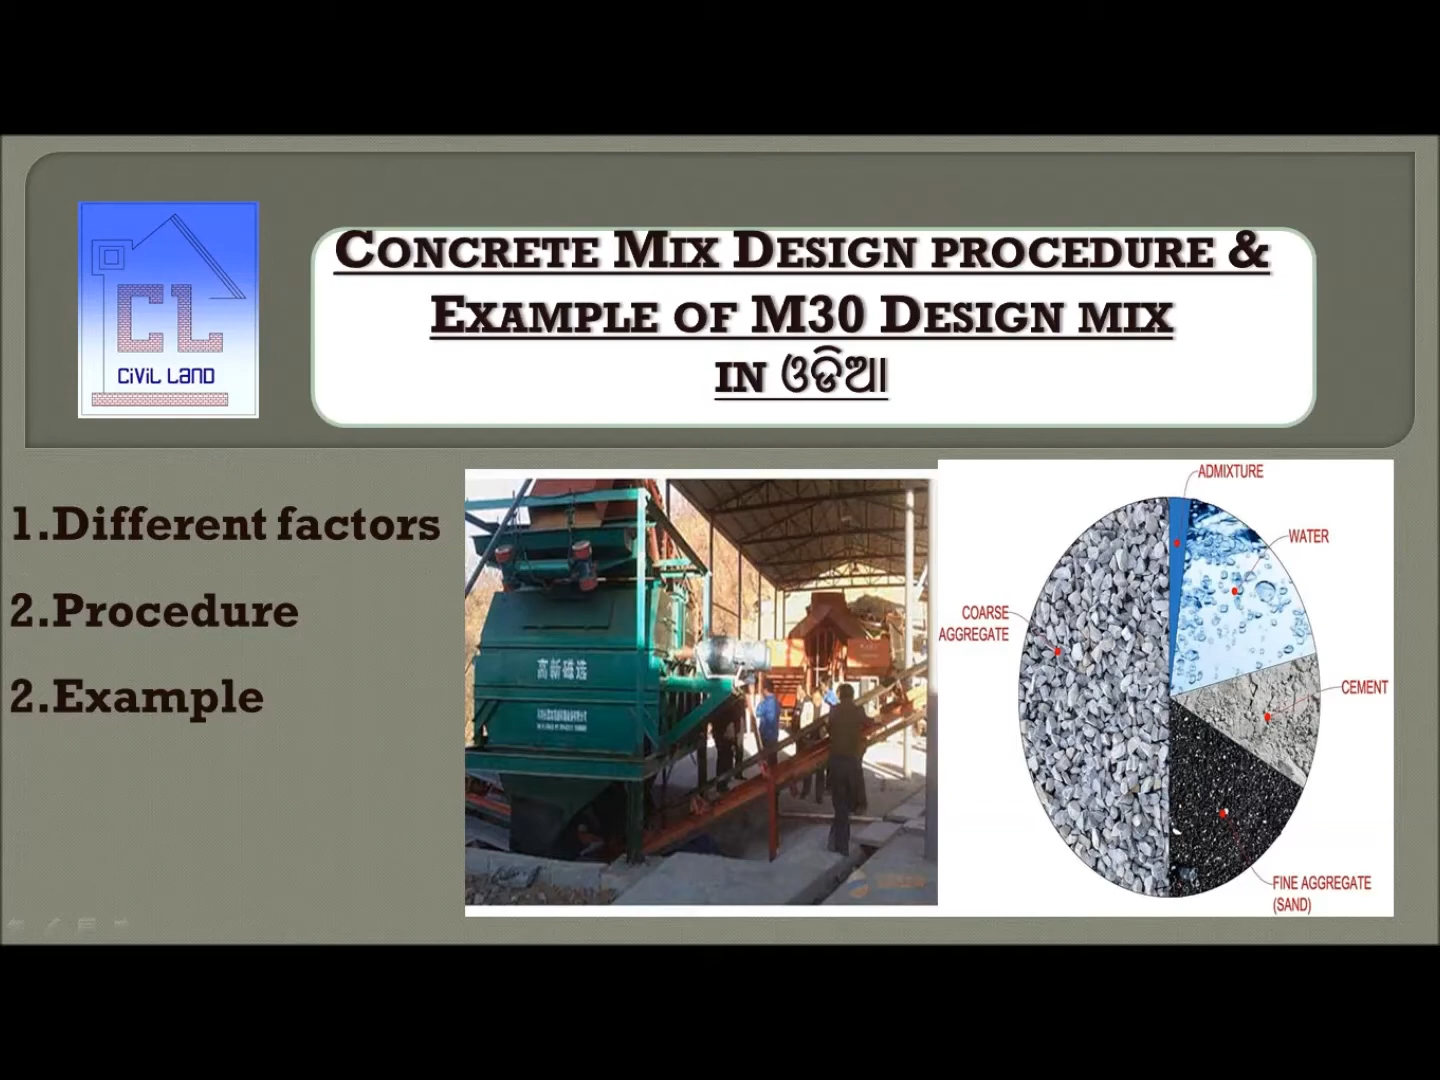 CONCRETE MIX DESIGN PROCEDURE &
EXAMPLE OF M30 DESIGN MIX
IN ଓଡିଆ
CIVIL LAND
1.Different factors
2.Procedure
2.Example
高新磁选
ADMIXTURE
WATER
COARSE
AGGREGATE
CEMENT
FINE AGGREGATE
(SAND)